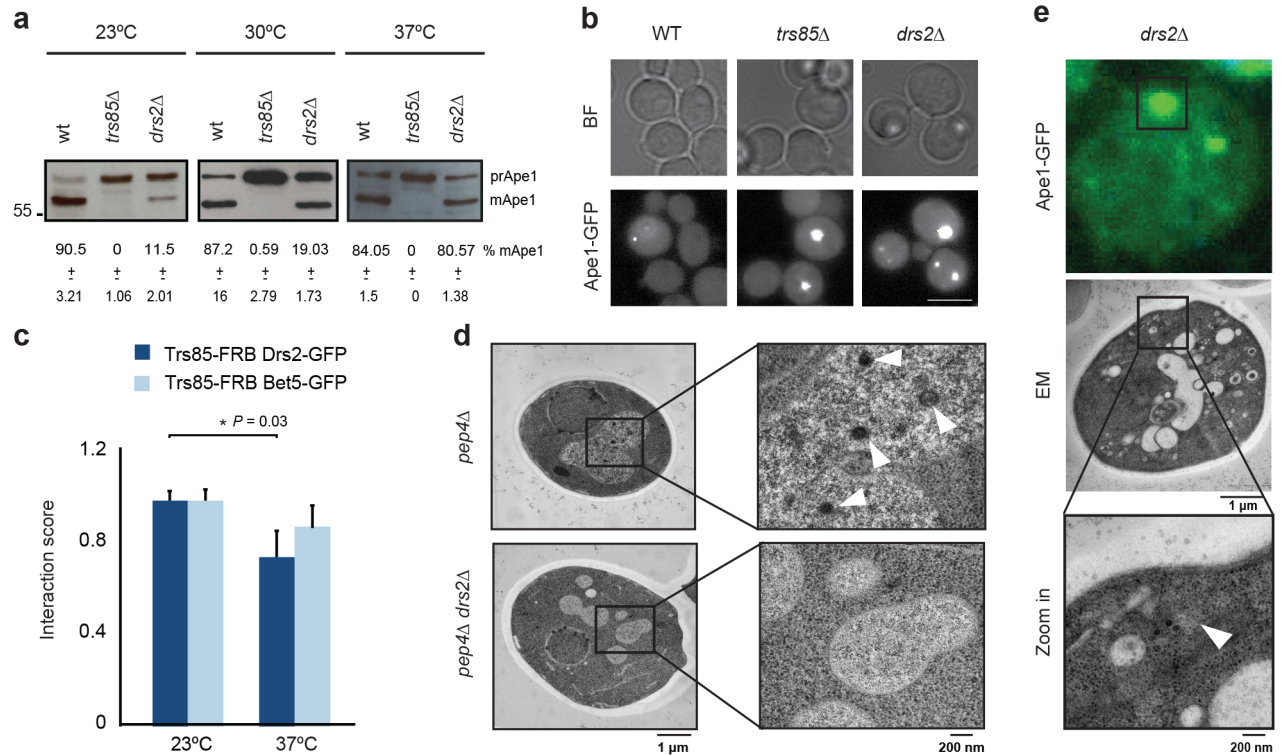 a
23ºC 30ºC 37ºC
wt trs85Δ drs2Δ wt trs85Δ drs2Δ wt trs85Δ drs2Δ
prApe1
mApe1
55
90.5 0 11.5 87.2 0.59 19.03 84.05 0 80.57 % mApe1
± ± ± ± ± ± ± ± ±
3.21 1.06 2.01 16 2.79 1.73 1.5 0 1.38
b
WT trs85Δ drs2Δ
BF
Ape1-GFP
c
Trs85-FRB Drs2-GFP
Trs85-FRB Bet5-GFP
* P = 0.03
Interaction score
1.2
0.8
0.4
0
23ºC 37ºC
d
pep4Δ
pep4Δ drs2Δ
1 µm 200 nm
e
drs2Δ
Ape1-GFP
EM
1 µm
Zoom in
200 nm